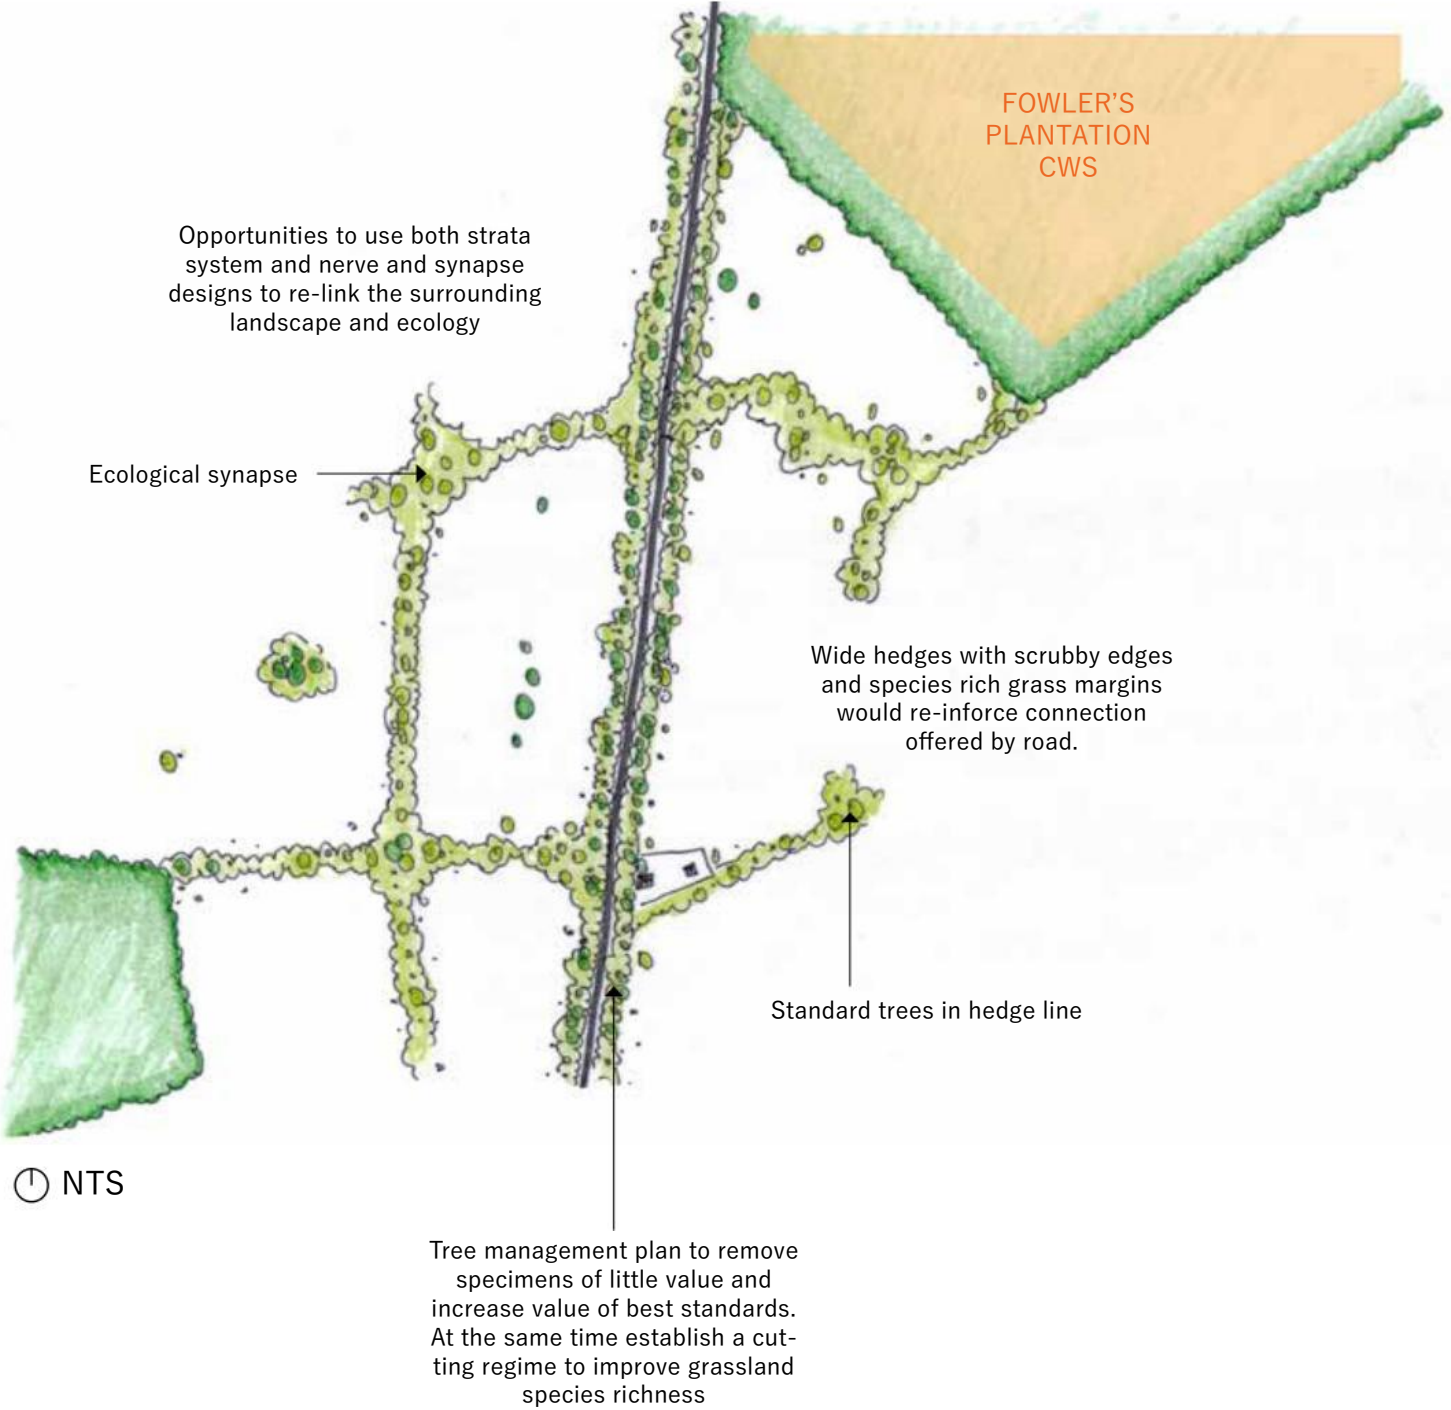 FOWLER'S
PLANTATION
CWS
Opportunities to use both strata
system and nerve and synapse
designs to re-link the surrounding
landscape and ecology
Ecological synapse
Wide hedges with scrubby edges
and species rich grass margins
would re-inforce connection
offered by road.
Standard trees in hedge line
NTS
Tree management plan to remove
specimens of little value and
increase value of best standards.
At the same time establish a cut-
ting regime to improve grassland
species richness